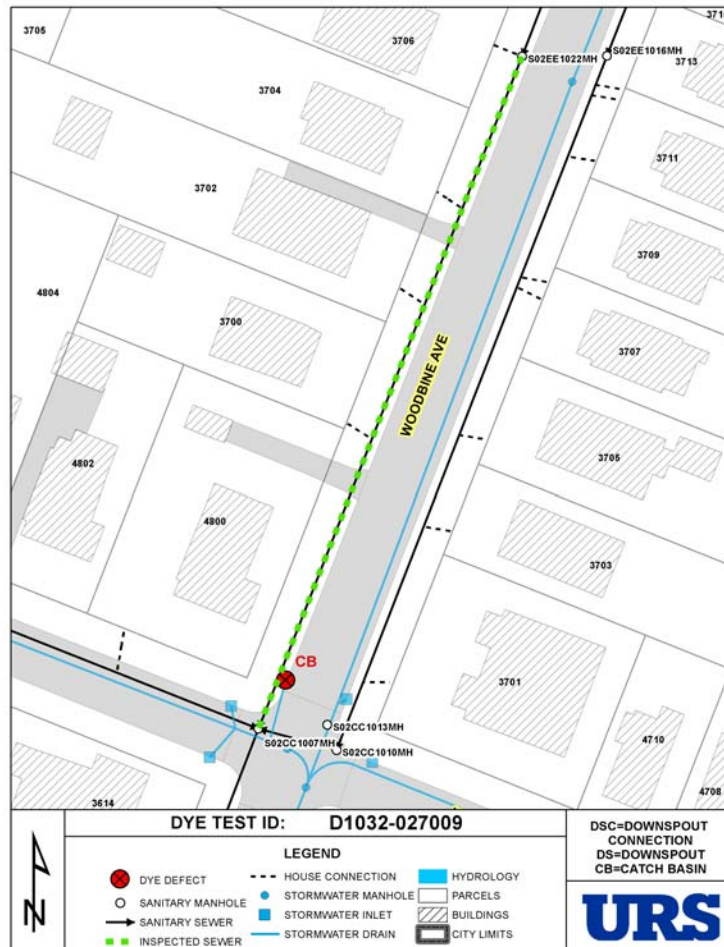 3705
3706
371
S02EE1022MH
S02EE1016MH
3713
3704
3711
3702
3709
4804
3700
3707
WOODBINE AVE
3705
4802
4800
3703
CB
3701
S02CC1013MH
4710
S02CC1007MH
S02CC1010MH
4708
3614
DYE TEST ID: D1032-027009
LEGEND
DYE DEFECT
SANITARY MANHOLE
SANITARY SEWER
INSPECTED SEWER
HOUSE CONNECTION
STORMWATER MANHOLE
STORMWATER INLET
STORMWATER DRAIN
HYDROLOGY
PARCELS
BUILDINGS
CITY LIMITS
DSC=DOWNSPOUT
CONNECTION
DS=DOWNSPOUT
CB=CATCH BASIN
N
URS